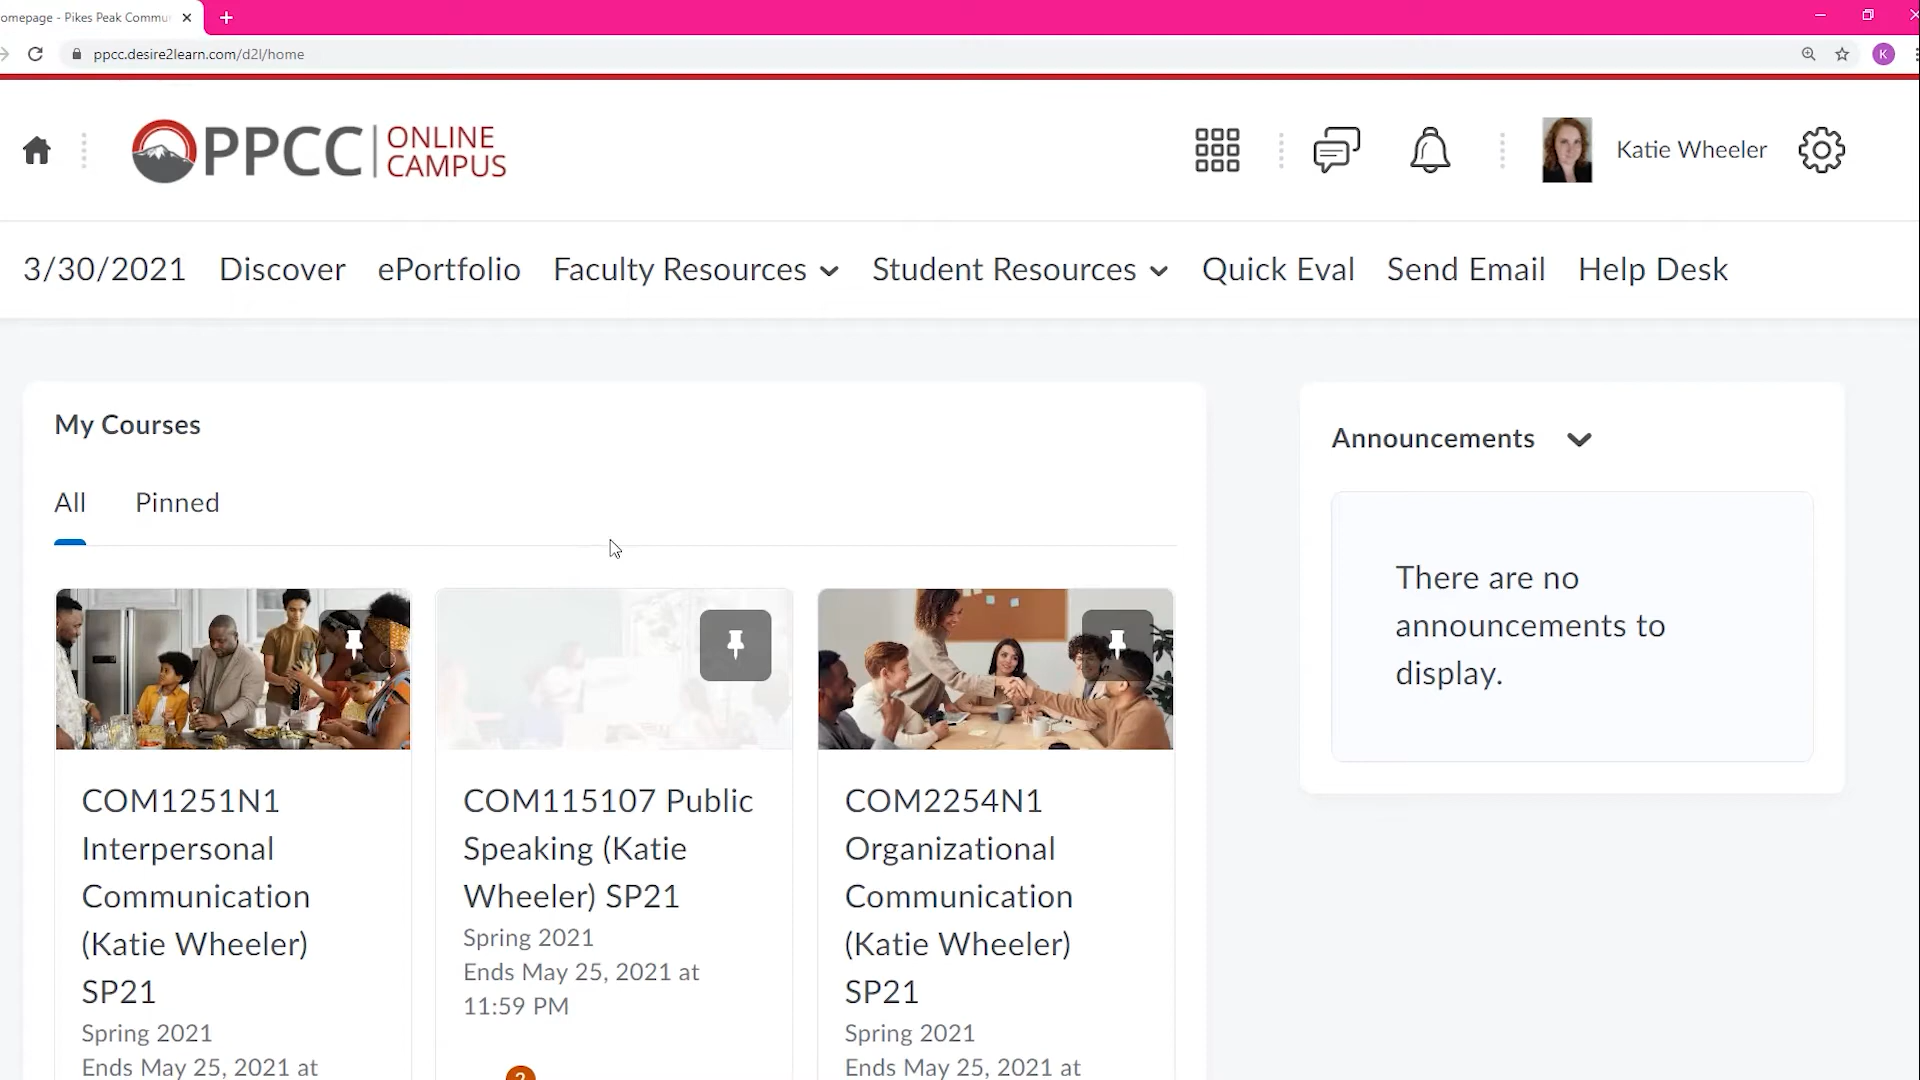 omepage - Pikes Peak Commu
ppcc.desire2learn.com/d2l/home
K
PPCC
ONLINE
CAMPUS
Katie Wheeler
3/30/2021 Discover ePortfolio Faculty Resources Student Resources Quick Eval Send Email Help Desk
My Courses
All Pinned
COM1251N1
Interpersonal
Communication
(Katie Wheeler)
SP21
Spring 2021
Ends May 25, 2021 at
COM115107 Public
Speaking (Katie
Wheeler) SP21
Spring 2021
Ends May 25, 2021 at
11:59 PM
2
COM2254N1
Organizational
Communication
(Katie Wheeler)
SP21
Spring 2021
Ends May 25, 2021 at
Announcements
There are no
announcements to
display.